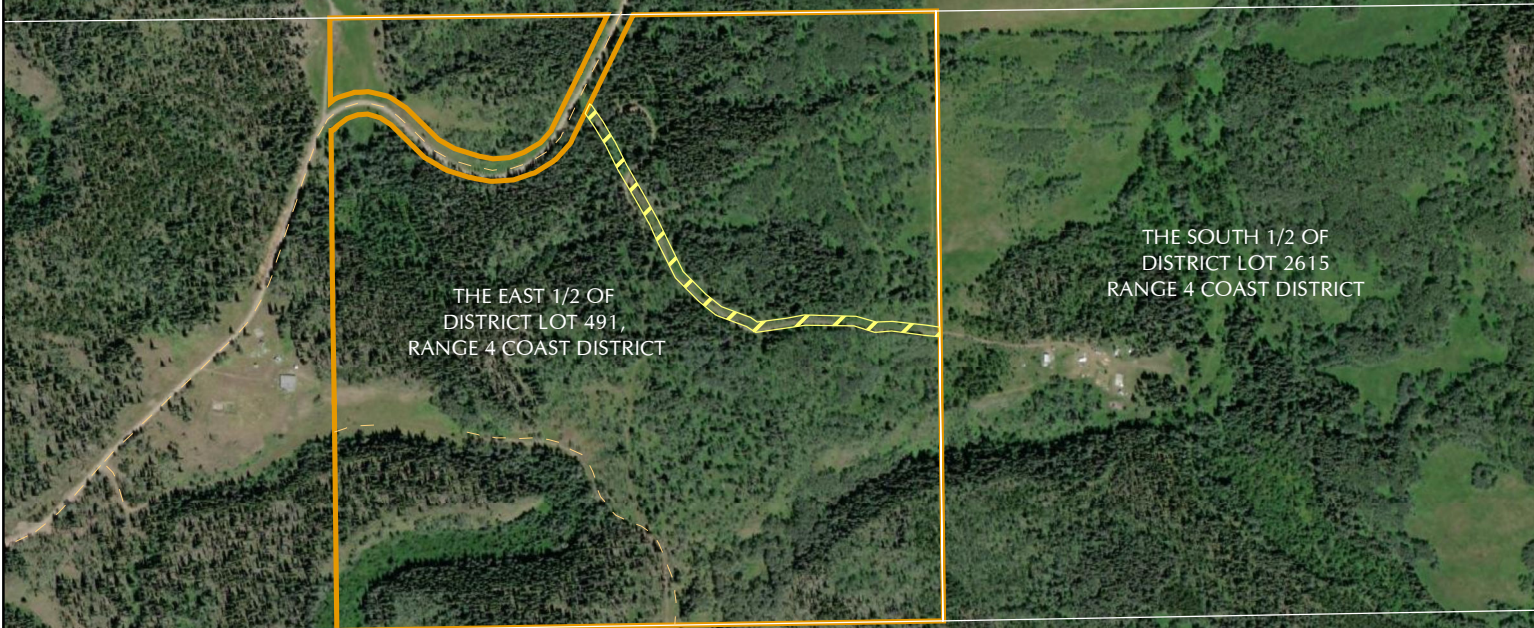 THE EAST 1/2 OF
DISTRICT LOT 491,
RANGE 4 COAST DISTRICT
THE SOUTH 1/2 OF
DISTRICT LOT 2615
RANGE 4 COAST DISTRICT